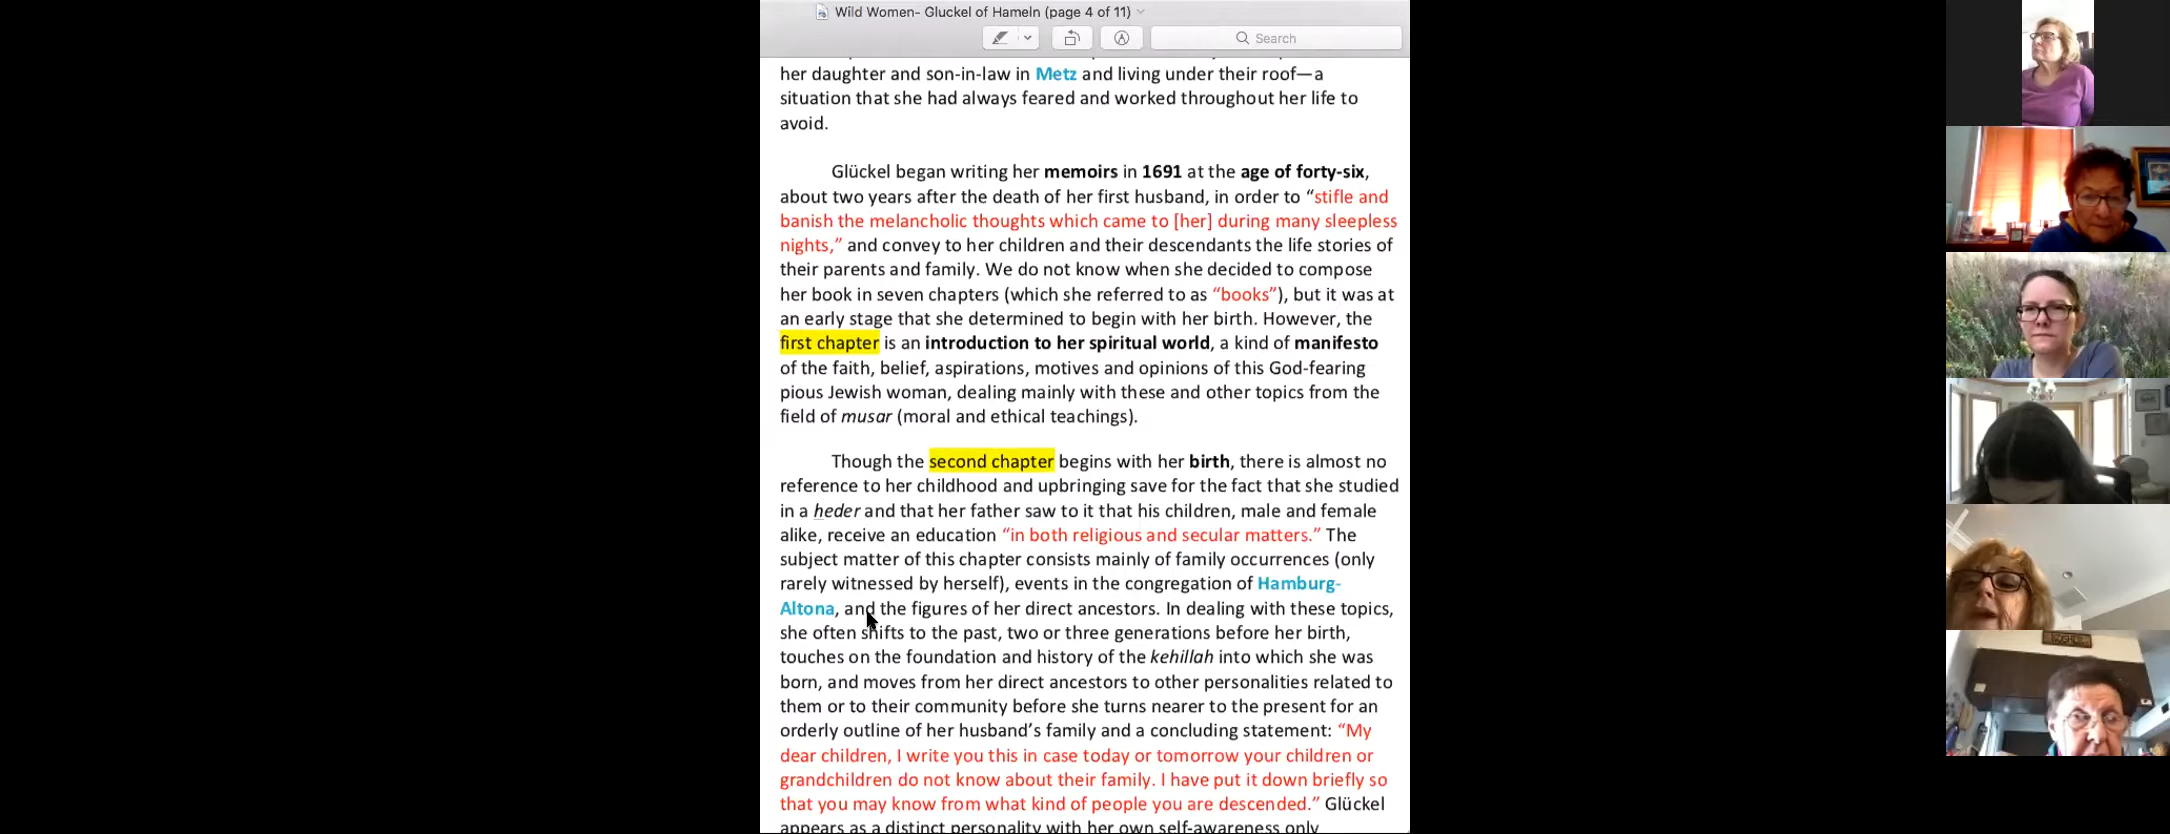 Wild Women- Gluckel of Hameln (page 4 of 11)
Search
her daughter and son-in-law in Metz and living under their roof—a
situation that she had always feared and worked throughout her life to
avoid.
Glückel began writing her memoirs in 1691 at the age of forty-six,
about two years after the death of her first husband, in order to “stifle and
banish the melancholic thoughts which came to [her] during many sleepless
nights,” and convey to her children and their descendants the life stories of
their parents and family. We do not know when she decided to compose
her book in seven chapters (which she referred to as “books”), but it was at
an early stage that she determined to begin with her birth. However, the
first chapter is an introduction to her spiritual world, a kind of manifesto
of the faith, belief, aspirations, motives and opinions of this God-fearing
pious Jewish woman, dealing mainly with these and other topics from the
field of musar (moral and ethical teachings).
Though the second chapter begins with her birth, there is almost no
reference to her childhood and upbringing save for the fact that she studied
in a heder and that her father saw to it that his children, male and female
alike, receive an education “in both religious and secular matters.” The
subject matter of this chapter consists mainly of family occurrences (only
rarely witnessed by herself), events in the congregation of Hamburg-
Altona, and the figures of her direct ancestors. In dealing with these topics,
she often shifts to the past, two or three generations before her birth,
touches on the foundation and history of the kehillah into which she was
born, and moves from her direct ancestors to other personalities related to
them or to their community before she turns nearer to the present for an
orderly outline of her husband’s family and a concluding statement: “My
dear children, I write you this in case today or tomorrow your children or
grandchildren do not know about their family. I have put it down briefly so
that you may know from what kind of people you are descended.” Glückel
appears as a distinct personality with her own self-awareness only